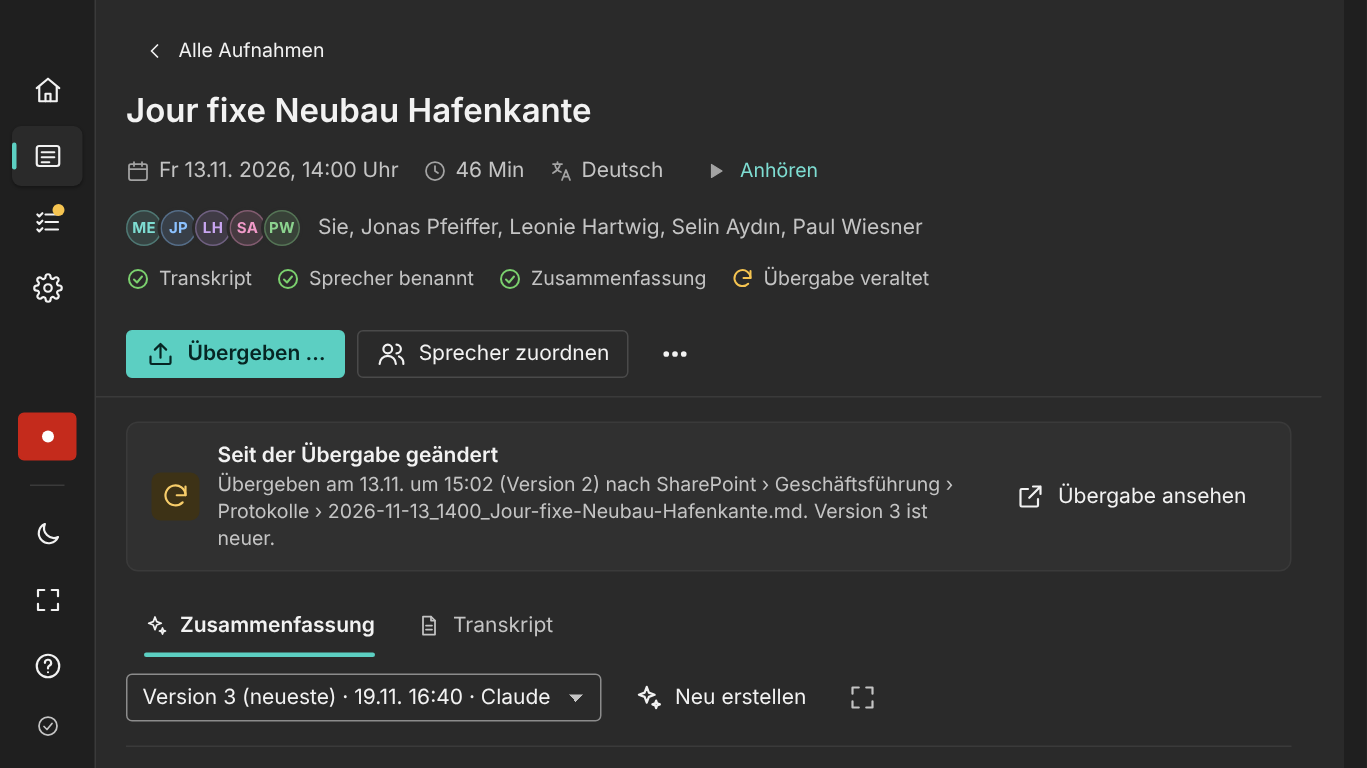 Alle Aufnahmen
Jour fixe Neubau Hafenkante
Fr 13.11. 2026, 14:00 Uhr 46 Min Deutsch Anhören
ME JP LH SA PW Sie, Jonas Pfeiffer, Leonie Hartwig, Selin Aydın, Paul Wiesner
Transkript Sprecher benannt Zusammenfassung Übergabe veraltet
Übergeben ... Sprecher zuordnen
Seit der Übergabe geändert
Übergeben am 13.11. um 15:02 (Version 2) nach SharePoint › Geschäftsführung ›
Protokolle › 2026-11-13_1400_Jour-fixe-Neubau-Hafenkante.md. Version 3 ist
neuer.
Übergabe ansehen
Zusammenfassung Transkript
Version 3 (neueste) · 19.11. 16:40 · Claude Neu erstellen